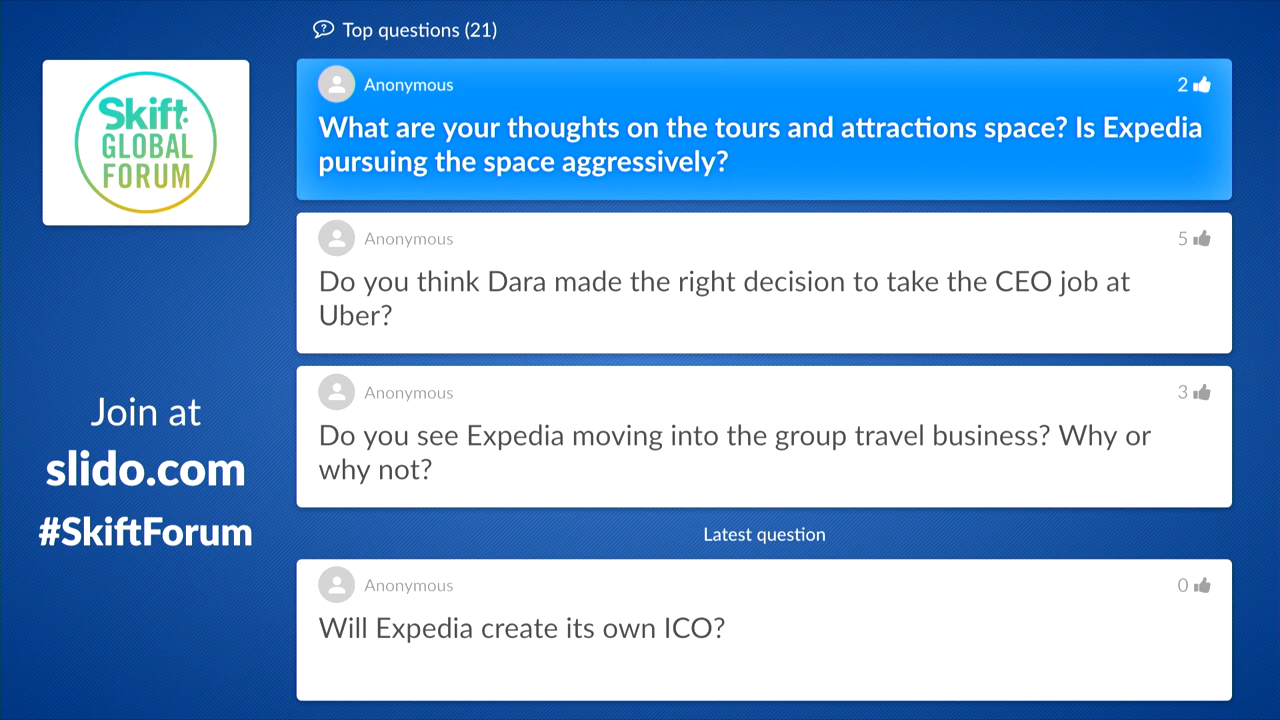 Top questions (21)
Skift
GLOBAL
FORUM
Anonymous
2
What are your thoughts on the tours and attractions space? Is Expedia
pursuing the space aggressively?
Anonymous
5
Do you think Dara made the right decision to take the CEO job at
Uber?
Anonymous
3
Do you see Expedia moving into the group travel business? Why or
why not?
Join at
slido.com
#SkiftForum
Latest question
Anonymous
0
Will Expedia create its own ICO?